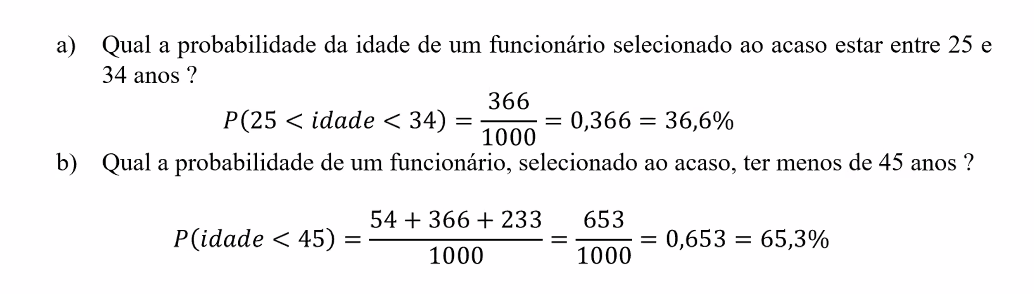 a) Qual a probabilidade da idade de um funcionário selecionado ao acaso estar entre 25 e
34 anos ?
P(25 < idade < 34) = 366/1000 = 0,366 = 36,6%
b) Qual a probabilidade de um funcionário, selecionado ao acaso, ter menos de 45 anos ?
P(idade < 45) = (54 + 366 + 233)/1000 = 653/1000 = 0,653 = 65,3%